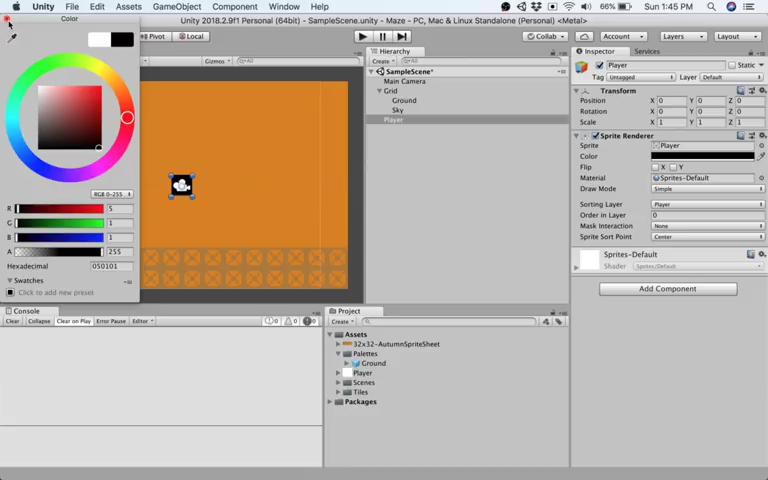 Unity File Edit Assets GameObject Component Window Help 66% Sun 1:45 PM
Color
Unity 2018.2.9f1 Personal (64bit) - SampleScene.unity - Maze - PC, Mac & Linux Standalone (Personal) <Metal>
Pivot Local Collab Account Layers Layout
Gizmos All
Hierarchy
Create All
SampleScene*
Main Camera
Grid
Ground
Sky
Player
Inspector Services
Player Static
Tag Untagged Layer Default
Transform
Position X 0 Y 0 Z 0
Rotation X 0 Y 0 Z 0
Scale X 1 Y 1 Z 1
Sprite Renderer
Sprite Player
Color
Flip X Y
Material Sprites-Default
Draw Mode Simple
Sorting Layer Player
Order in Layer 0
Mask Interaction None
Sprite Sort Point Center
Sprites-Default
Shader Sprites/Default
Add Component
RGB 0-255
R 5
G 1
B 1
A 255
Hexadecimal 050101
Swatches
Click to add new preset
Console
Clear Collapse Clear on Play Error Pause Editor 0 0 0
Project
Create
Assets
32x32-AutumnSpriteSheet
Palettes
Ground
Player
Scenes
Tiles
Packages